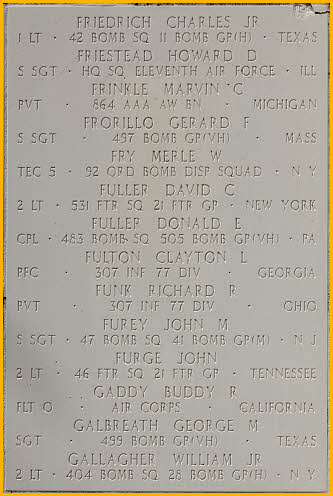 FRIEDRICH CHARLES JR
1 LT · 42 BOMB SQ 11 BOMB GP(H) · TEXAS
FRIESTEAD HOWARD D
S SGT · HQ SQ ELEVENTH AIR FORCE · ILL
FRINKLE MARVIN C
PVT · 864 AAA AW BN · MICHIGAN
FRORILLO GERARD F
S SGT · 497 BOMB GP(VH) · MASS
FRY MERLE W
TEC 5 · 92 ORD BOMB DISP SQUAD · N Y
FULLER DAVID C
2 LT · 531 FTR SQ 21 FTR GP · NEW YORK
FULLER DONALD E
CPL · 483 BOMB SQ 505 BOMB GP(VH) · PA
FULTON CLAYTON L
PFC · 307 INF 77 DIV · GEORGIA
FUNK RICHARD R
PVT · 307 INF 77 DIV · OHIO
FUREY JOHN M
S SGT · 47 BOMB SQ 41 BOMB GP(M) · N J
FURGE JOHN
2 LT · 46 FTR SQ 21 FTR GP · TENNESSEE
GADDY BUDDY R
FLT O · AIR CORPS · CALIFORNIA
GALBREATH GEORGE M
SGT · 499 BOMB GP(VH) · TEXAS
GALLAGHER WILLIAM JR
2 LT · 404 BOMB SQ 28 BOMB GP(H) · N Y